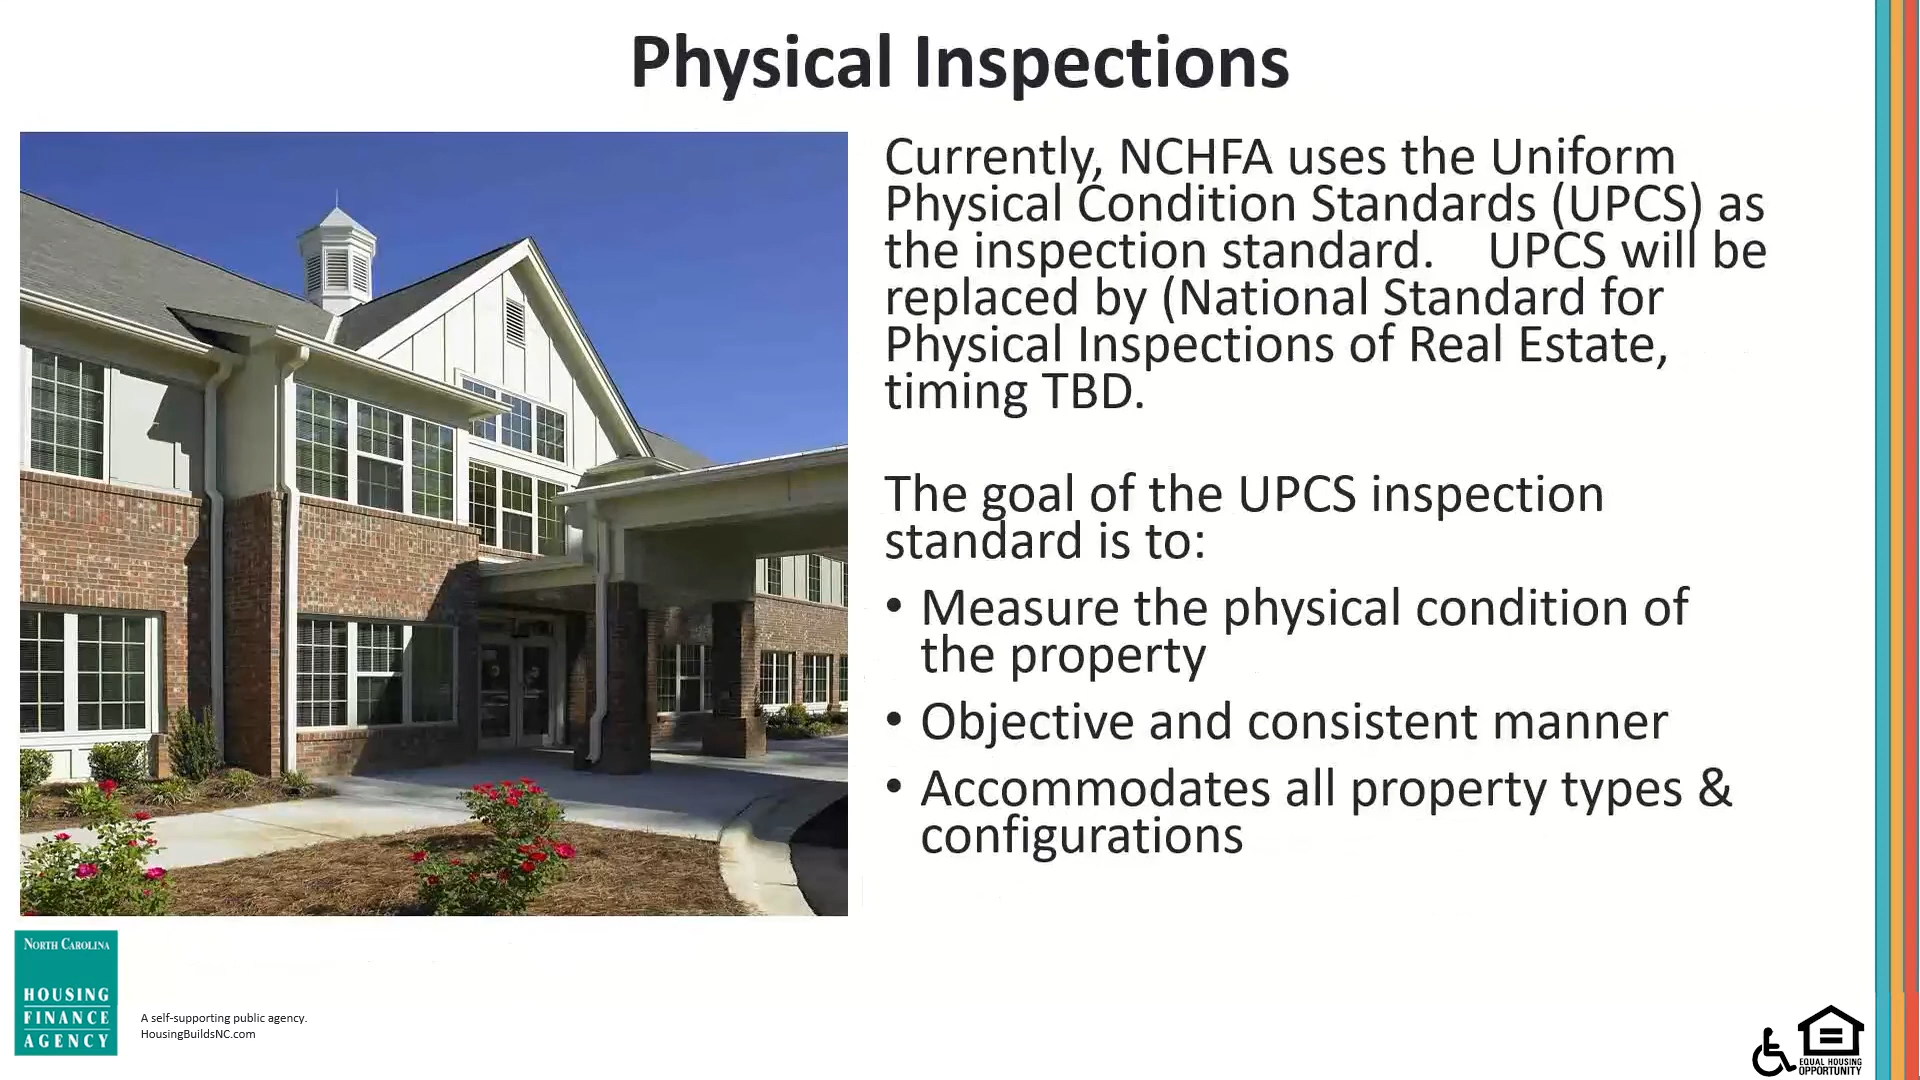 Physical Inspections
Currently, NCHFA uses the Uniform
Physical Condition Standards (UPCS) as
the inspection standard.    UPCS will be
replaced by (National Standard for
Physical Inspections of Real Estate,
timing TBD.
The goal of the UPCS inspection
standard is to:
• Measure the physical condition of
the property
• Objective and consistent manner
• Accommodates all property types &
configurations
NORTH CAROLINA
HOUSING
FINANCE
AGENCY
A self-supporting public agency.
HousingBuildsNC.com
EQUAL HOUSING
OPPORTUNITY